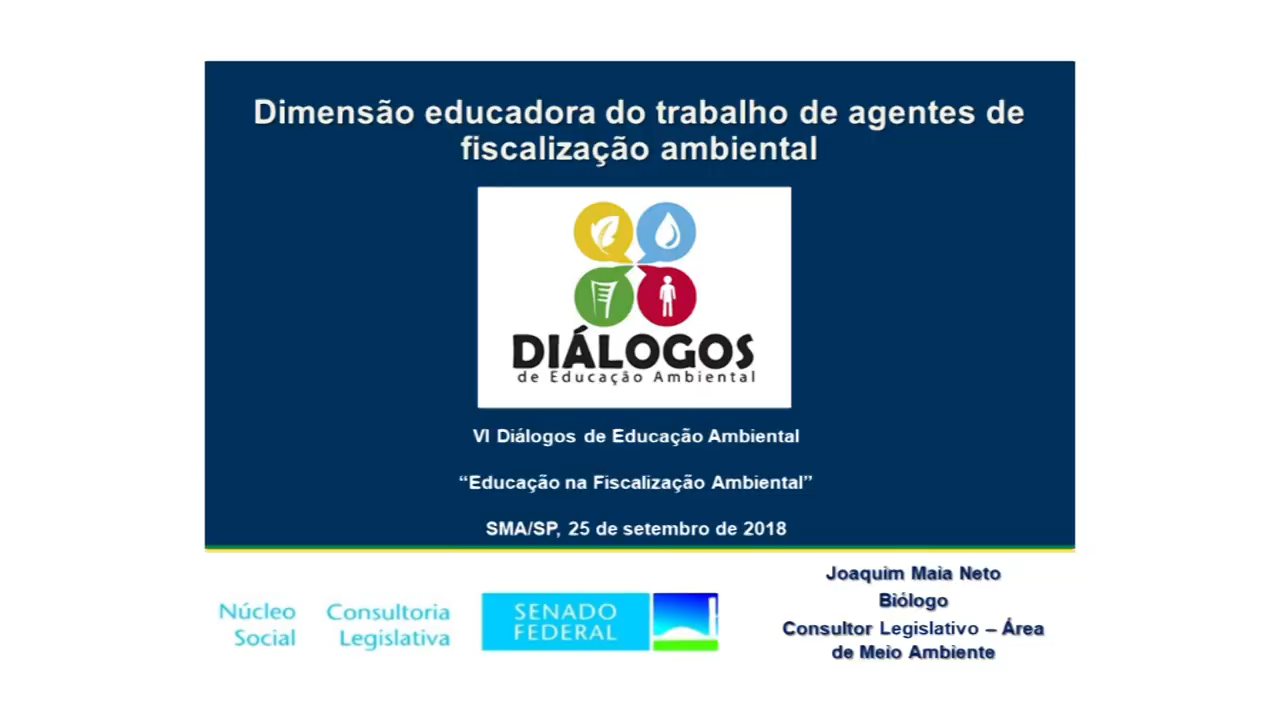 Dimensão educadora do trabalho de agentes de
fiscalização ambiental
DIÁLOGOS
de Educação Ambiental
VI Diálogos de Educação Ambiental
“Educação na Fiscalização Ambiental”
SMA/SP, 25 de setembro de 2018
Núcleo
Social
Consultoria
Legislativa
SENADO
FEDERAL
Joaquim Maia Neto
Biólogo
Consultor Legislativo – Área
de Meio Ambiente